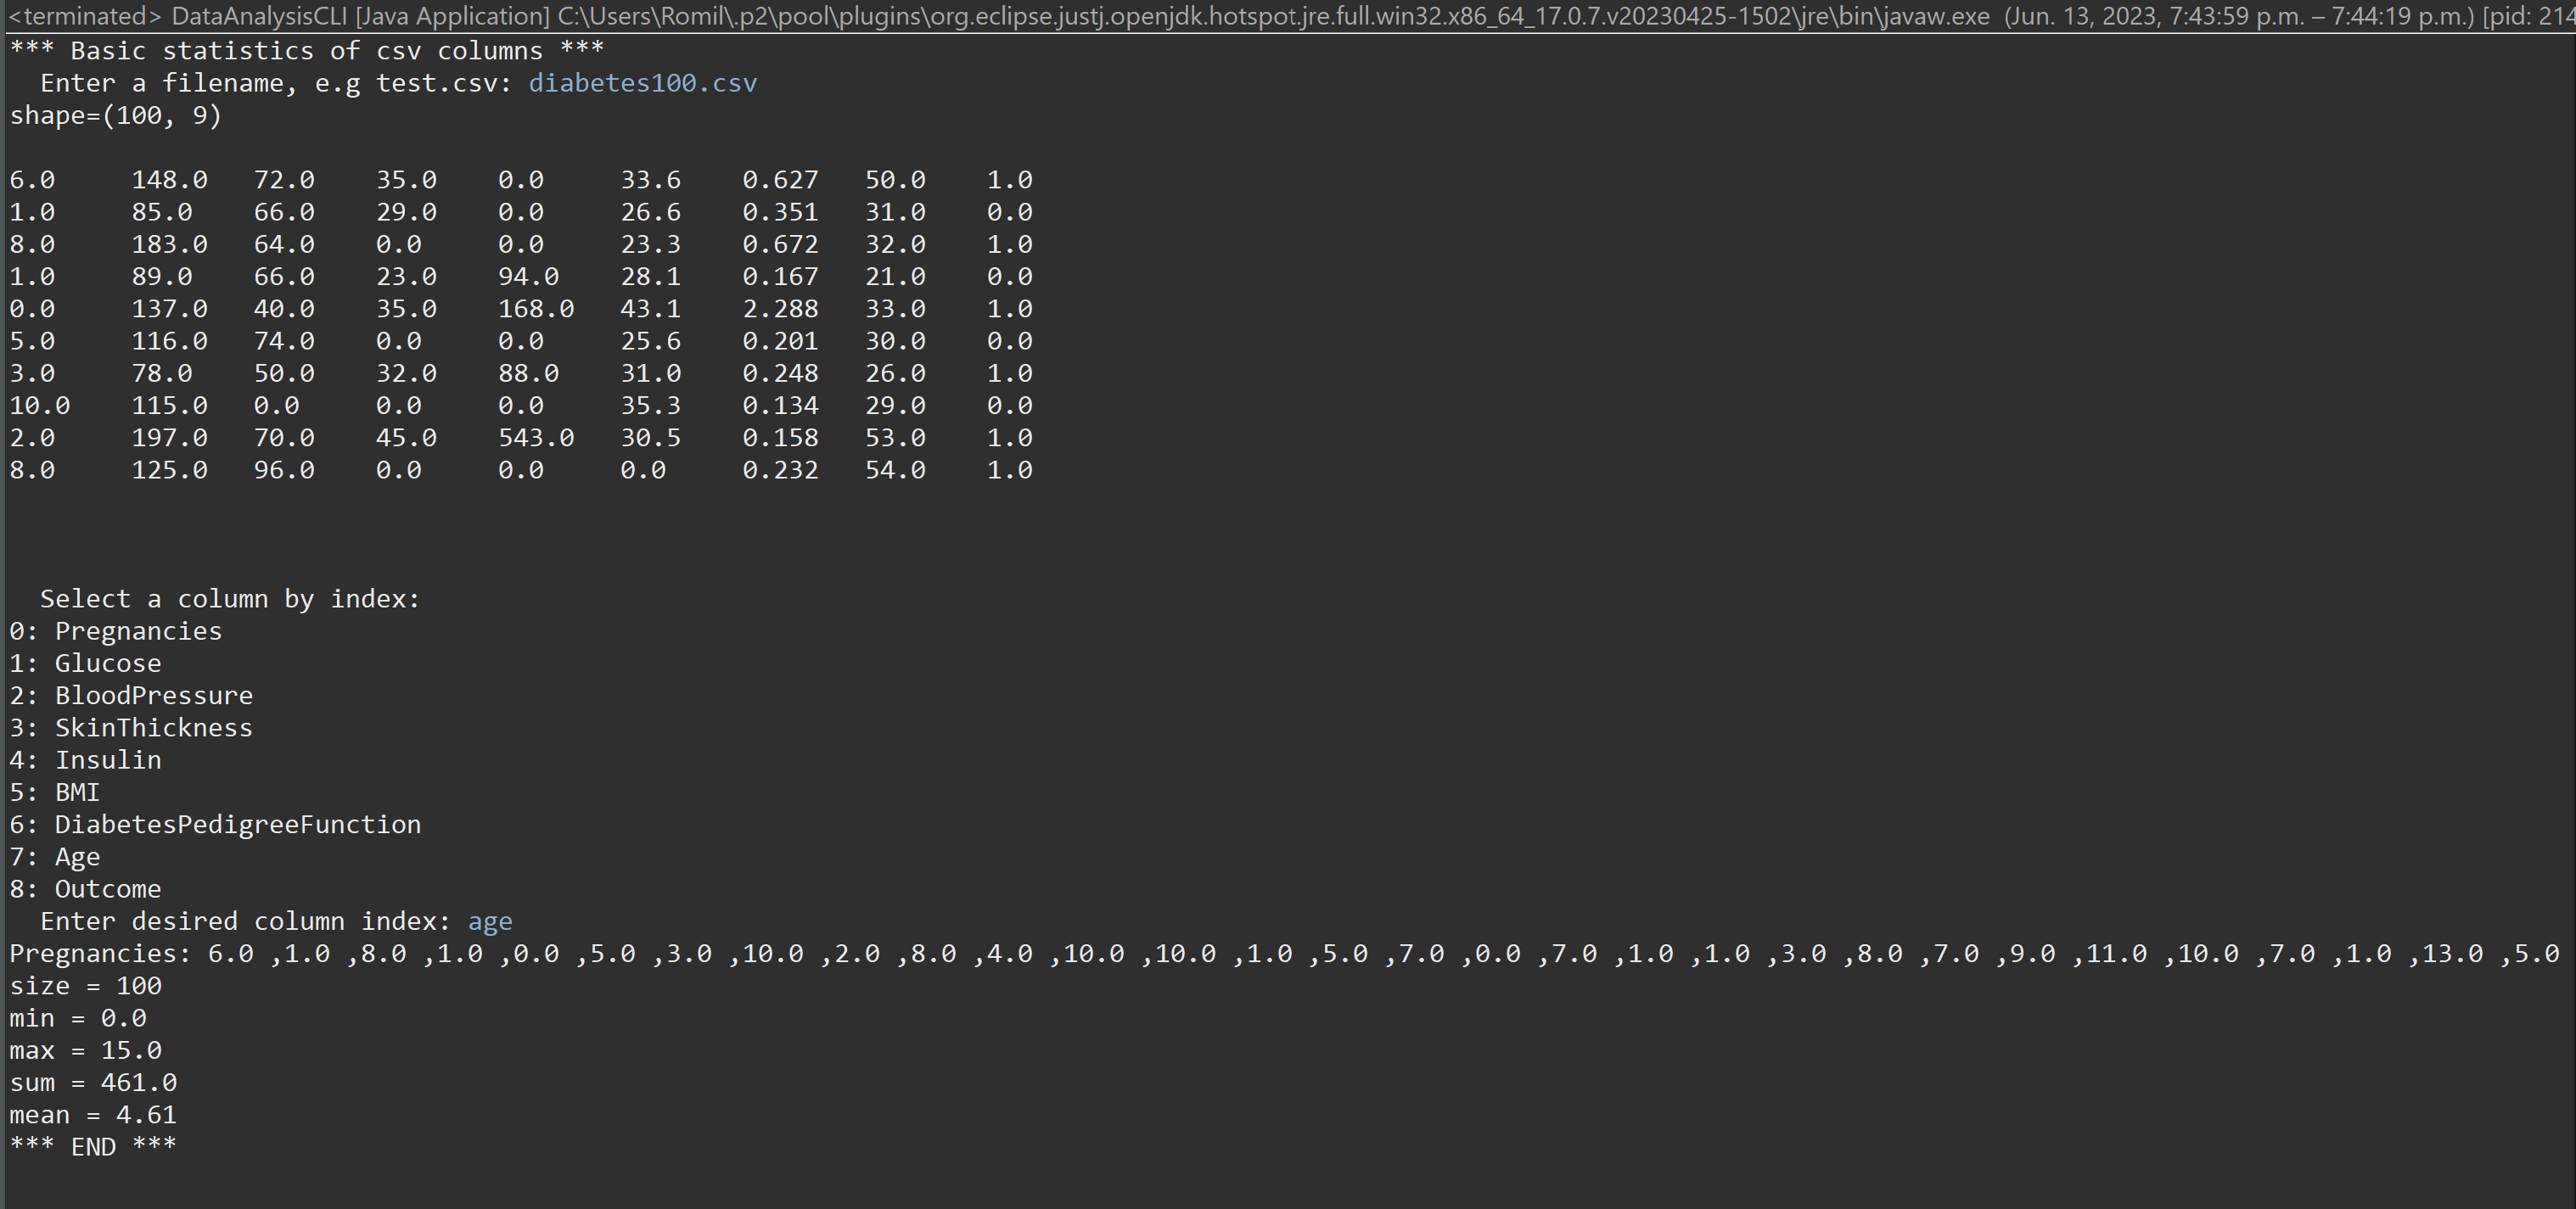 <terminated> DataAnalysisCLI [Java Application] C:\Users\Romil\.p2\pool\plugins\org.eclipse.justj.openjdk.hotspot.jre.full.win32.x86_64_17.0.7.v20230425-1502\jre\bin\javaw.exe (Jun. 13, 2023, 7:43:59 p.m. – 7:44:19 p.m.) [pid: 214
*** Basic statistics of csv columns ***
Enter a filename, e.g test.csv: diabetes100.csv
shape=(100, 9)
6.0 148.0 72.0 35.0 0.0 33.6 0.627 50.0 1.0
1.0 85.0 66.0 29.0 0.0 26.6 0.351 31.0 0.0
8.0 183.0 64.0 0.0 0.0 23.3 0.672 32.0 1.0
1.0 89.0 66.0 23.0 94.0 28.1 0.167 21.0 0.0
0.0 137.0 40.0 35.0 168.0 43.1 2.288 33.0 1.0
5.0 116.0 74.0 0.0 0.0 25.6 0.201 30.0 0.0
3.0 78.0 50.0 32.0 88.0 31.0 0.248 26.0 1.0
10.0 115.0 0.0 0.0 0.0 35.3 0.134 29.0 0.0
2.0 197.0 70.0 45.0 543.0 30.5 0.158 53.0 1.0
8.0 125.0 96.0 0.0 0.0 0.0 0.232 54.0 1.0
Select a column by index:
0: Pregnancies
1: Glucose
2: BloodPressure
3: SkinThickness
4: Insulin
5: BMI
6: DiabetesPedigreeFunction
7: Age
8: Outcome
Enter desired column index: age
Pregnancies: 6.0 ,1.0 ,8.0 ,1.0 ,0.0 ,5.0 ,3.0 ,10.0 ,2.0 ,8.0 ,4.0 ,10.0 ,10.0 ,1.0 ,5.0 ,7.0 ,0.0 ,7.0 ,1.0 ,1.0 ,3.0 ,8.0 ,7.0 ,9.0 ,11.0 ,10.0 ,7.0 ,1.0 ,13.0 ,5.0
size = 100
min = 0.0
max = 15.0
sum = 461.0
mean = 4.61
*** END ***